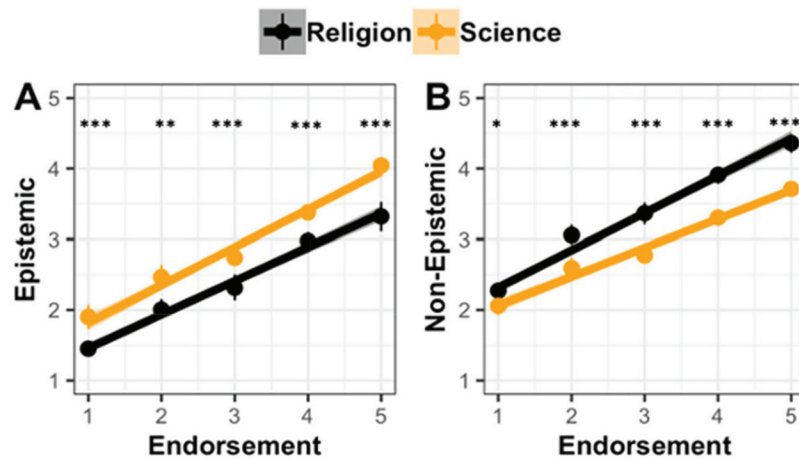 Religion Science
A
B
*** ** *** *** ***
* *** *** *** ***
5
4
3
2
1
Epistemic
1 2 3 4 5
Endorsement
5
4
3
2
1
Non-Epistemic
1 2 3 4 5
Endorsement